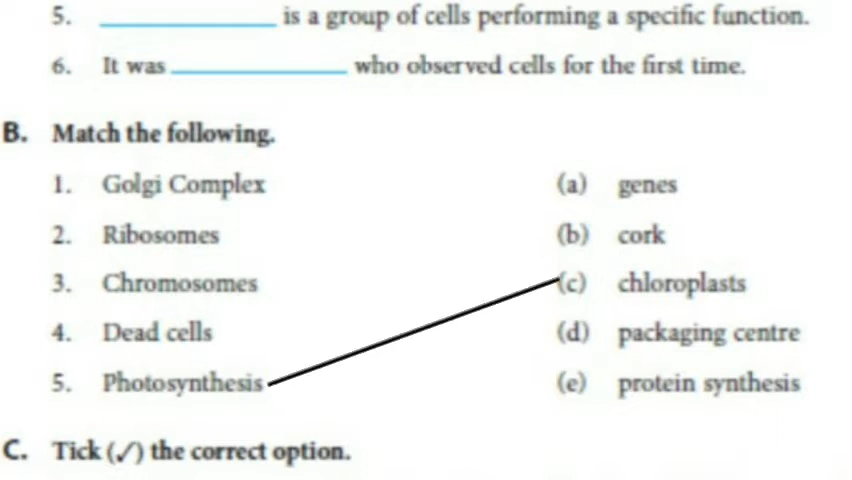 5. ____________ is a group of cells performing a specific function.
6. It was ____________ who observed cells for the first time.
B. Match the following.
1. Golgi Complex (a) genes
2. Ribosomes (b) cork
3. Chromosomes (c) chloroplasts
4. Dead cells (d) packaging centre
5. Photosynthesis (e) protein synthesis
C. Tick (✓) the correct option.